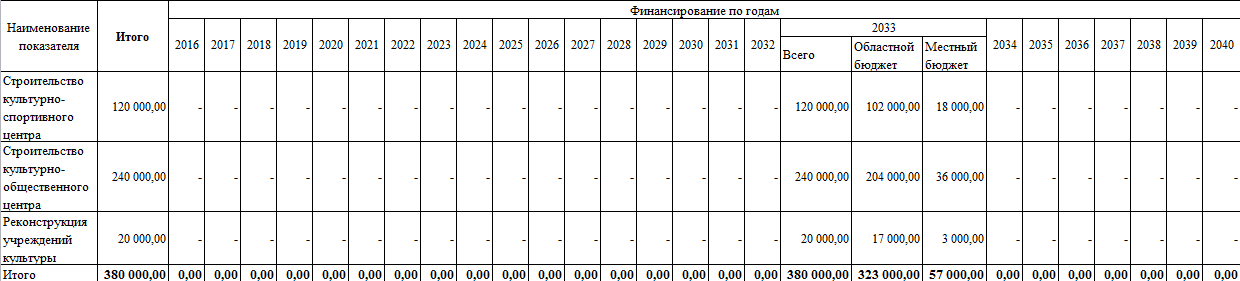 Наименование показателя Итого Финансирование по годам
2016 2017 2018 2019 2020 2021 2022 2023 2024 2025 2026 2027 2028 2029 2030 2031 2032 2033 2034 2035 2036 2037 2038 2039 2040
Всего Областной бюджет Местный бюджет
Строительство
культурно-
спортивного
центра
120 000,00 - - - - - - - - - - - - - - - - - 120 000,00 102 000,00 18 000,00 - - - - - - -
Строительство
культурно-
общественного
центра
240 000,00 - - - - - - - - - - - - - - - - - 240 000,00 204 000,00 36 000,00 - - - - - - -
Реконструкция
учреждений
культуры
20 000,00 - - - - - - - - - - - - - - - - - 20 000,00 17 000,00 3 000,00 - - - - - - -
Итого 380 000,00 0,00 0,00 0,00 0,00 0,00 0,00 0,00 0,00 0,00 0,00 0,00 0,00 0,00 0,00 0,00 0,00 0,00 380 000,00 323 000,00 57 000,00 0,00 0,00 0,00 0,00 0,00 0,00 0,00